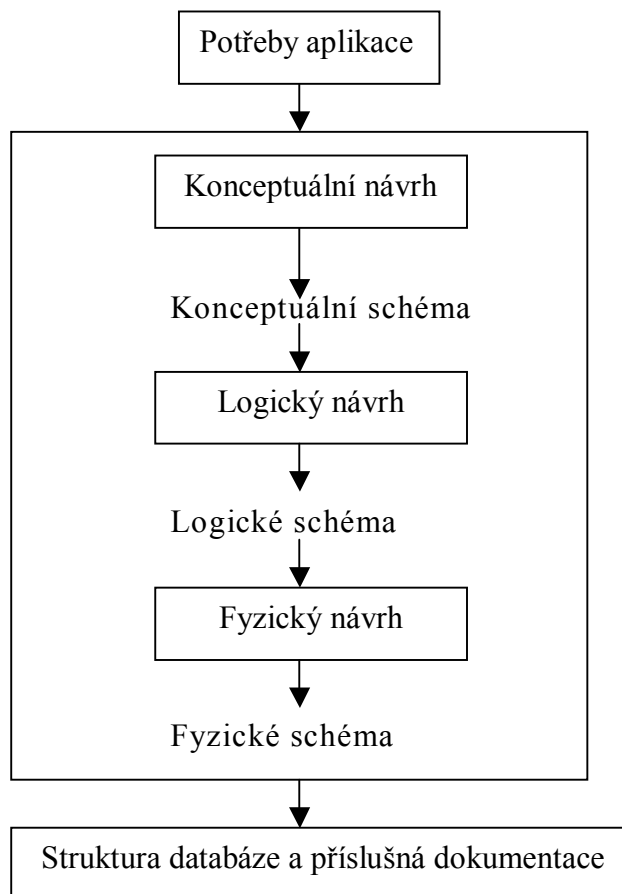 Potřeby aplikace
Konceptuální návrh
Konceptuální schéma
Logický návrh
Logické schéma
Fyzický návrh
Fyzické schéma
Struktura databáze a příslušná dokumentace